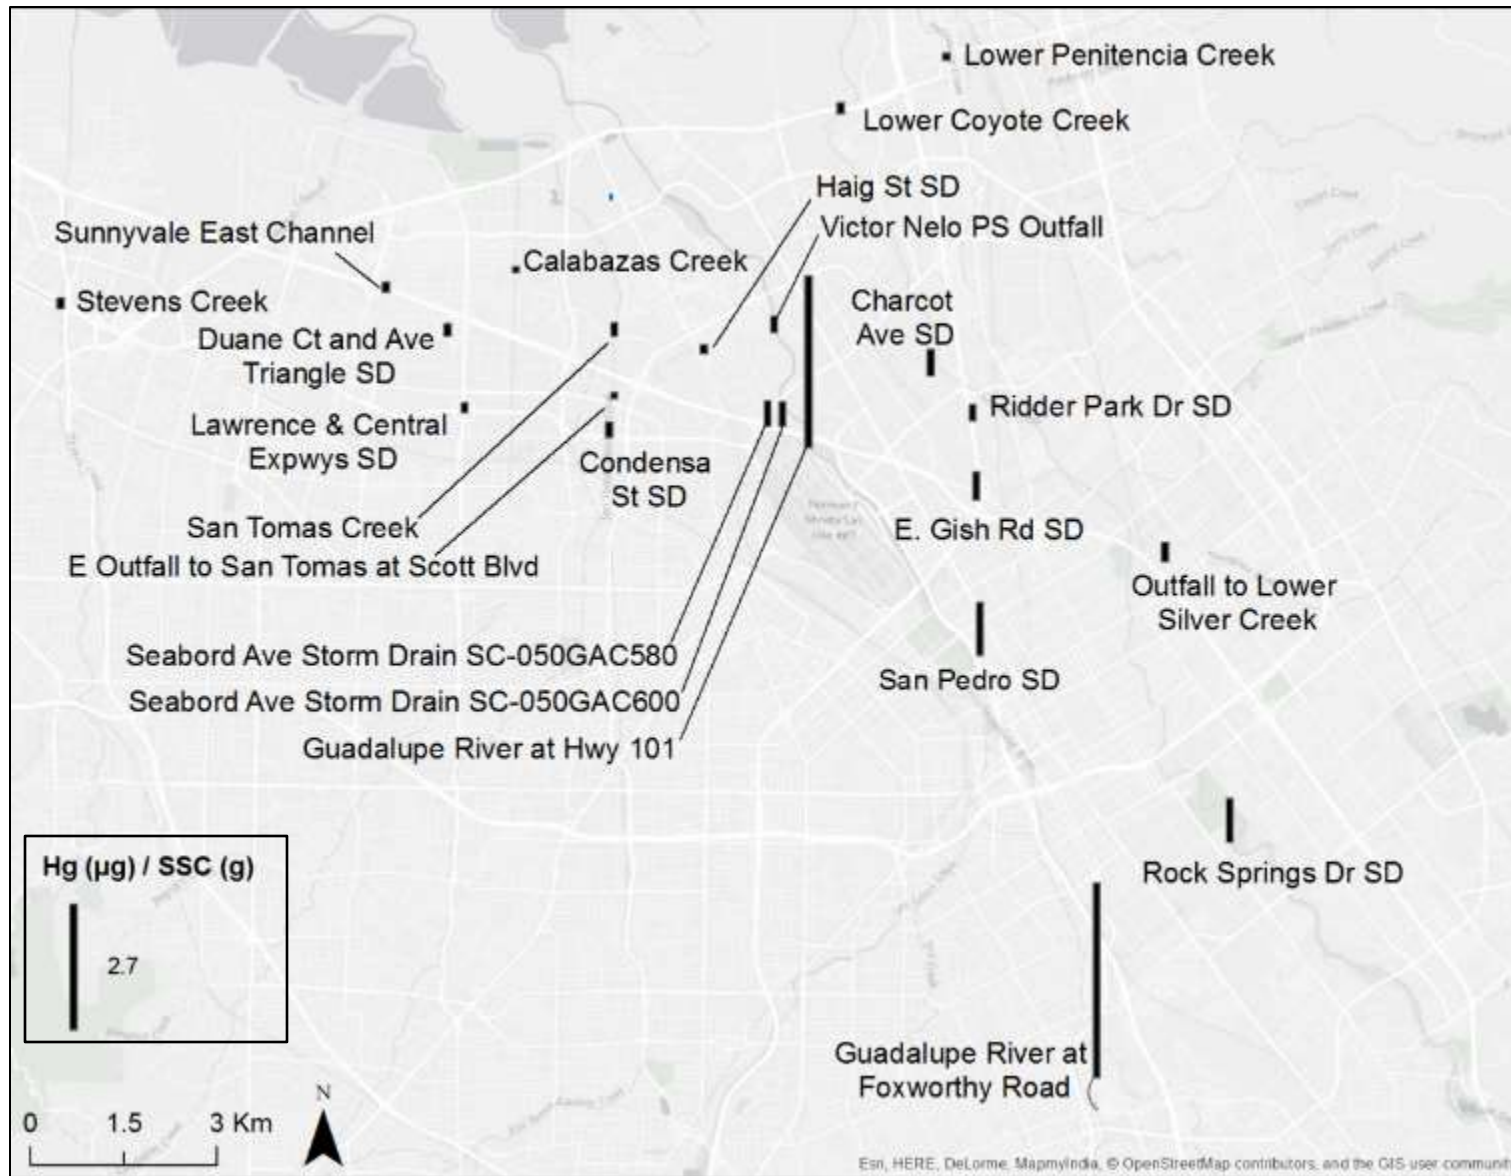 Lower Penitencia Creek
Lower Coyote Creek
Haig St SD
Victor Nelo PS Outfall
Sunnyvale East Channel
Calabazas Creek
Stevens Creek
Charcot
Ave SD
Duane Ct and Ave
Triangle SD
Ridder Park Dr SD
Lawrence & Central
Expwys SD
Condensa
St SD
San Tomas Creek
E. Gish Rd SD
E Outfall to San Tomas at Scott Blvd
Outfall to Lower
Silver Creek
Seabord Ave Storm Drain SC-050GAC580
San Pedro SD
Seabord Ave Storm Drain SC-050GAC600
Guadalupe River at Hwy 101
Hg (µg) / SSC (g)
2.7
Rock Springs Dr SD
Guadalupe River at
Foxworthy Road
N
0 1.5 3 Km
Esri, HERE, DeLorme, MapmyIndia, © OpenStreetMap contributors, and the GIS user